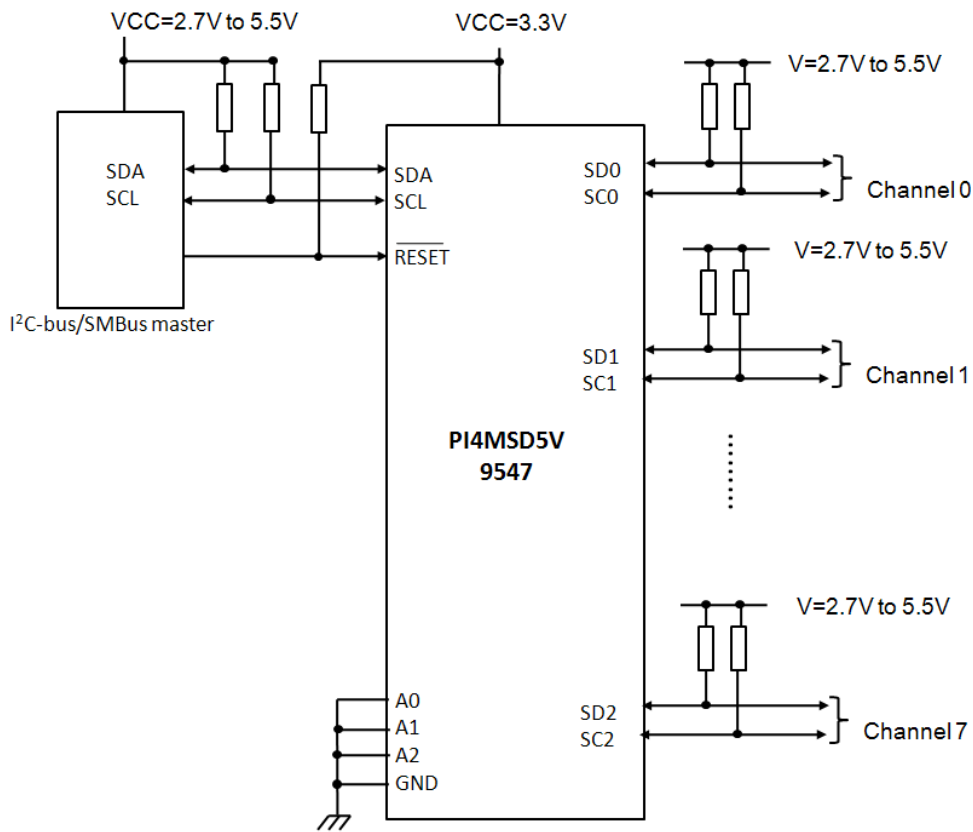 VCC=2.7V to 5.5V
VCC=3.3V
V=2.7V to 5.5V
SDA
SCL
SDA
SCL
RESET
SD0
SC0
Channel 0
V=2.7V to 5.5V
I²C-bus/SMBus master
SD1
SC1
Channel 1
PI4MSD5V
9547
V=2.7V to 5.5V
A0
A1
A2
GND
SD2
SC2
Channel 7